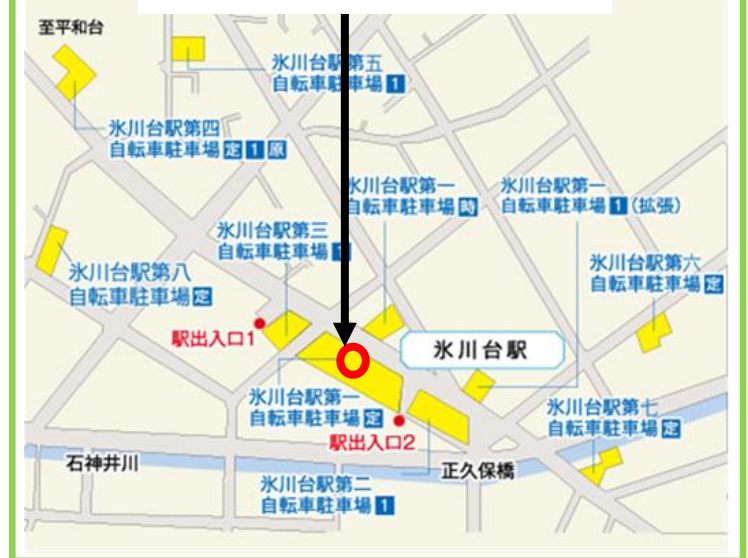 至平和台
氷川台駅第五
自転車駐車場1
氷川台駅第四
自転車駐車場定1原
氷川台駅第一
自転車駐車場時
氷川台駅第一
自転車駐車場1(拡張)
氷川台駅第三
自転車駐車場1
氷川台駅第八
自転車駐車場定
氷川台駅第六
自転車駐車場定
駅出入口1
氷川台駅
氷川台駅第一
自転車駐車場定
氷川台駅第七
自転車駐車場定
駅出入口2
石神井川
正久保橋
氷川台駅第二
自転車駐車場1